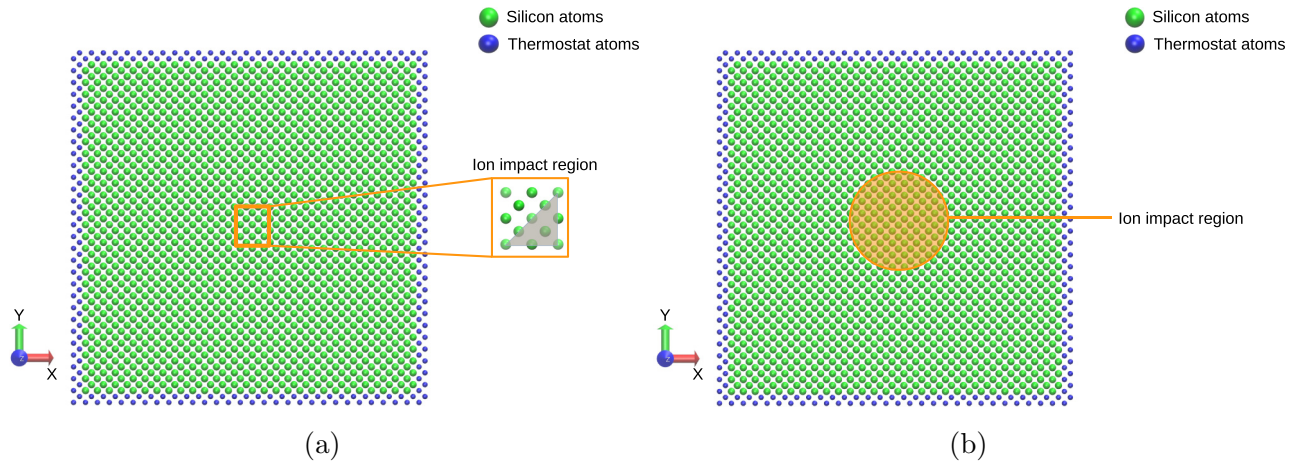 Silicon atoms
Thermostat atoms
Ion impact region
Y
Z
X
(a)
Silicon atoms
Thermostat atoms
Ion impact region
Y
Z
X
(b)